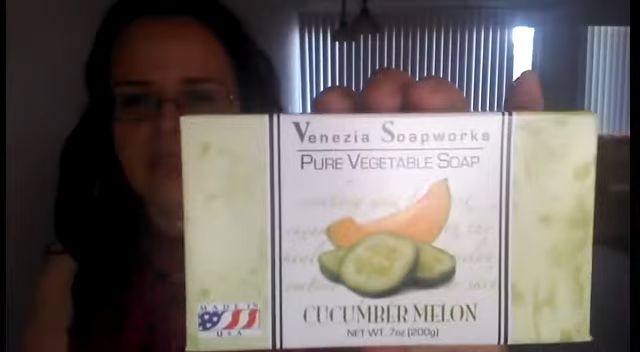 Venezia Soapworks
PURE VEGETABLE SOAP
CUCUMBER MELON
NET WT. 7oz (200g)
MADE IN
USA